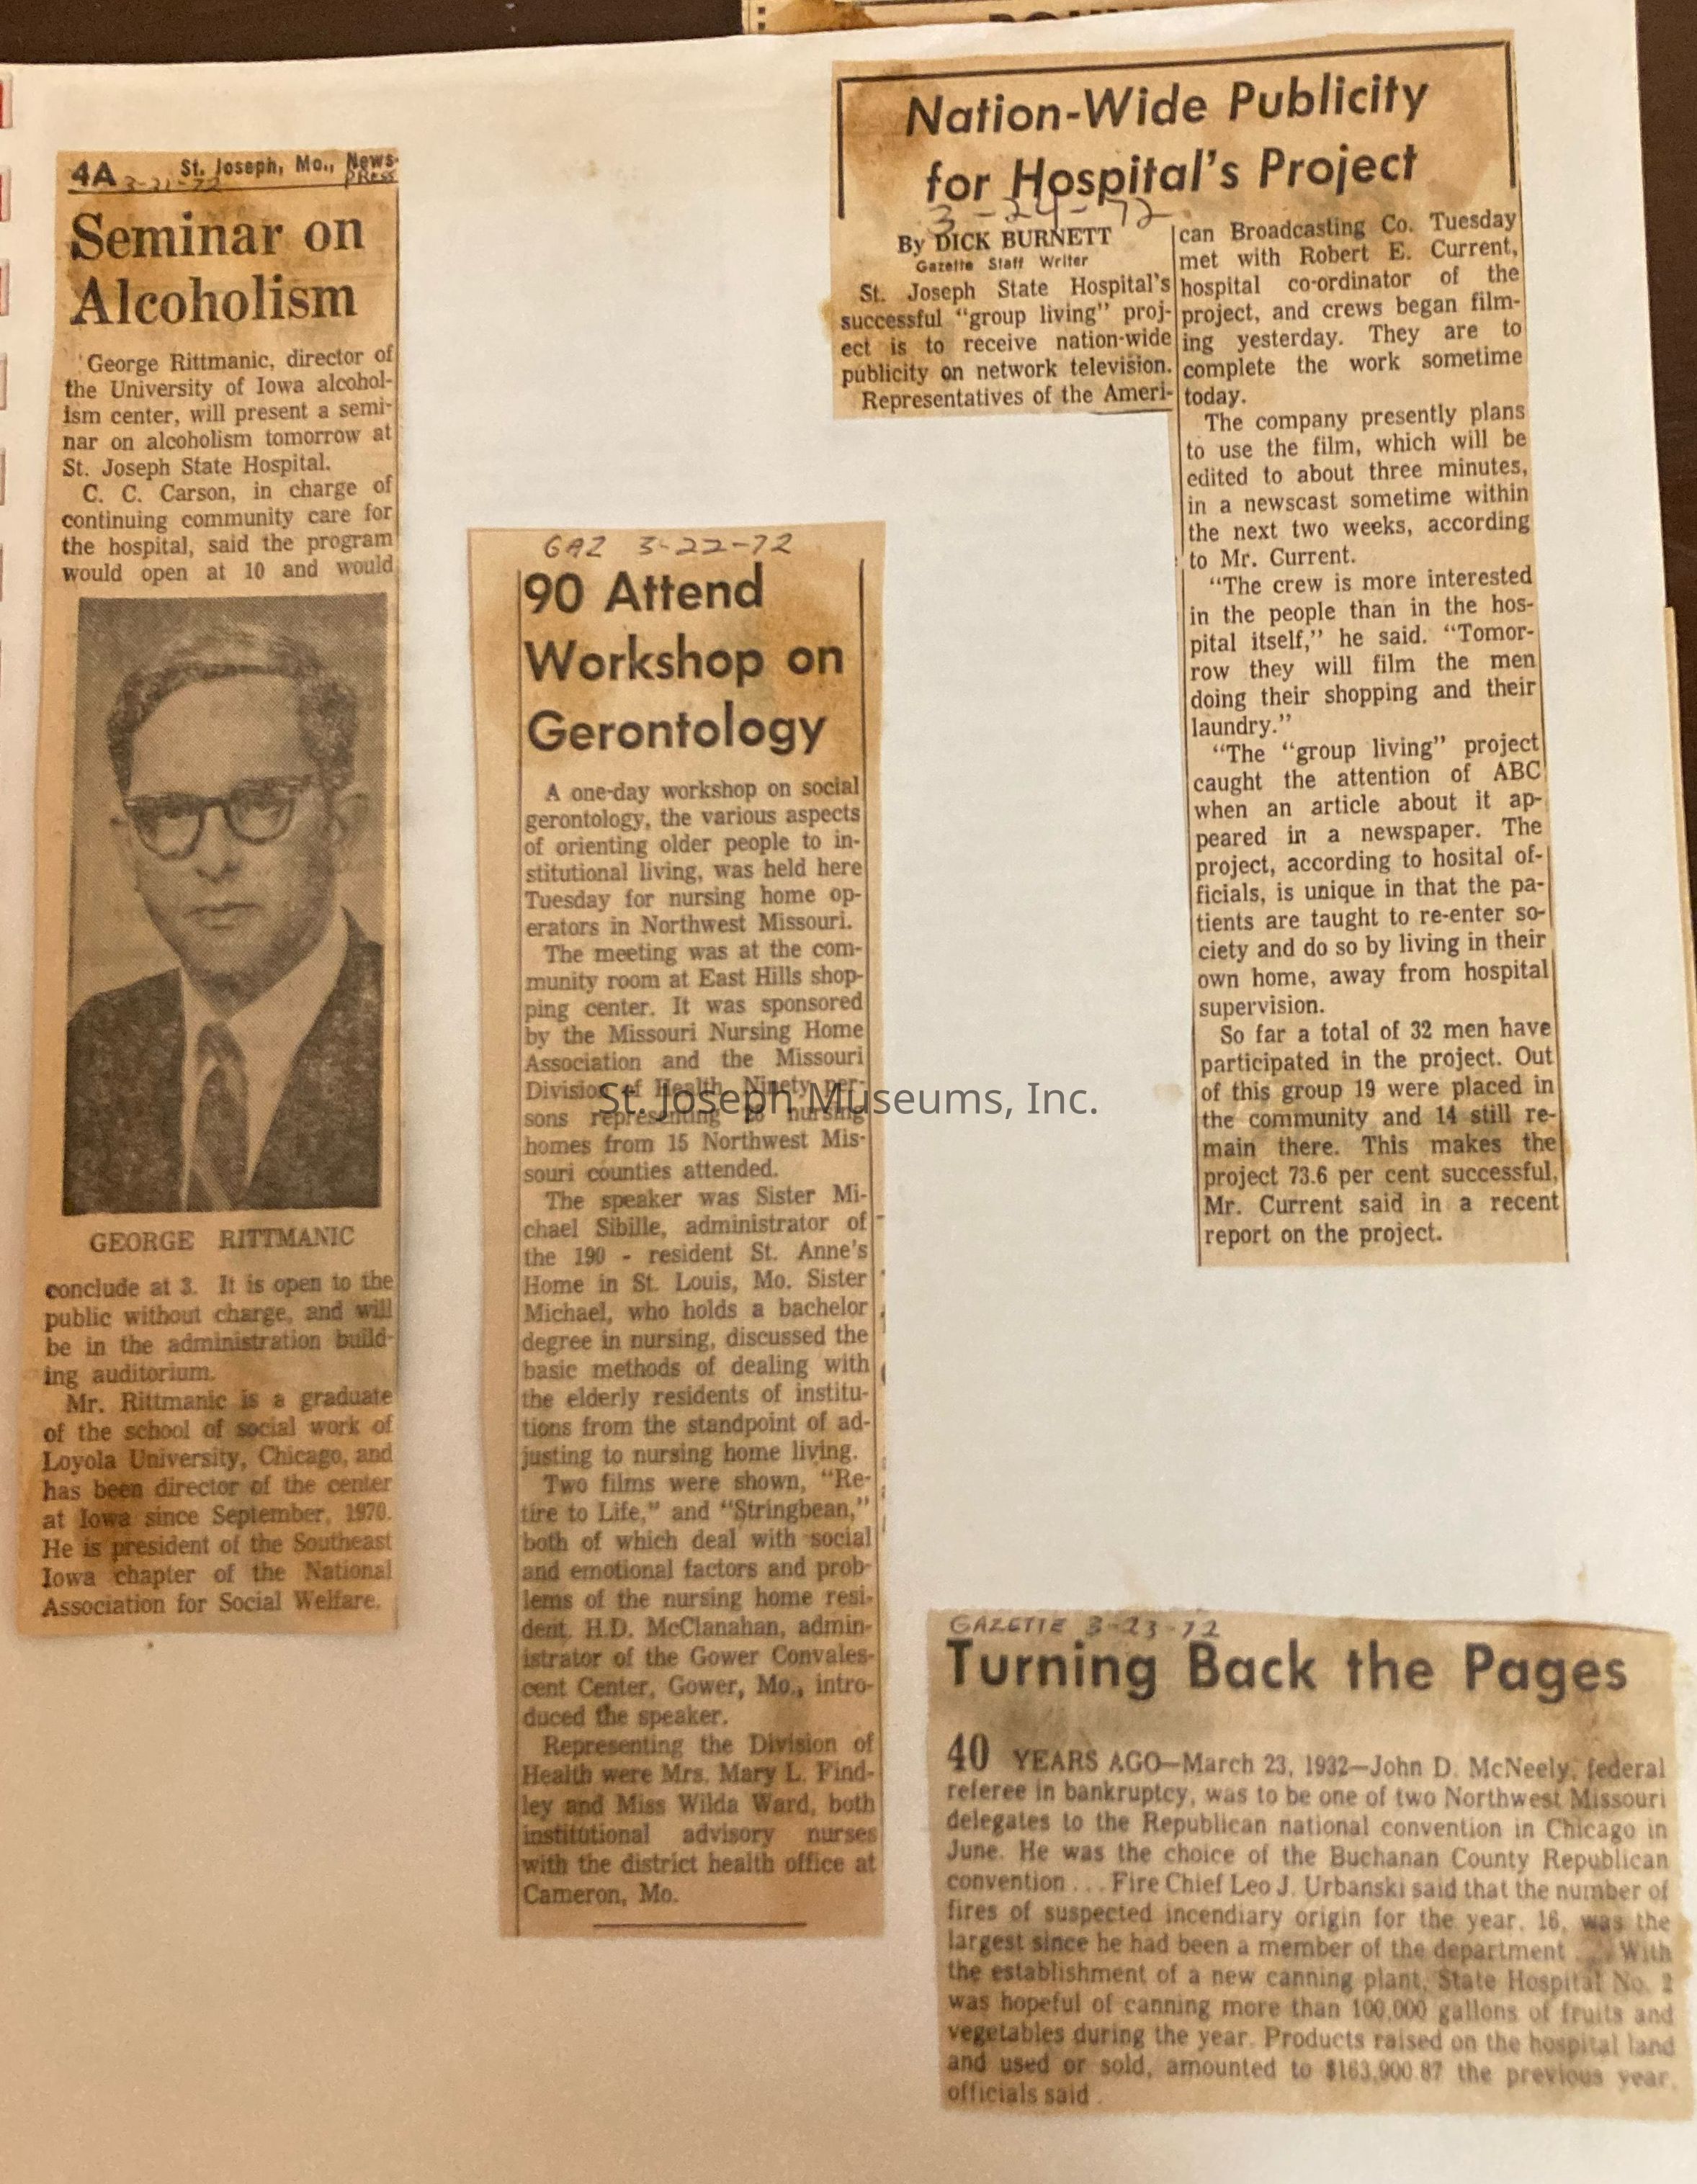 4A 3-21-72 St. Joseph, Mo., News-
PRess
Seminar on
Alcoholism
George Rittmanic, director of
the University of Iowa alcohol-
ism center, will present a semi-
nar on alcoholism tomorrow at
St. Joseph State Hospital.
C. C. Carson, in charge of
continuing community care for
the hospital, said the program
would open at 10 and would
GEORGE RITTMANIC
conclude at 3. It is open to the
public without charge, and will
be in the administration build-
ing auditorium.
Mr. Rittmanic is a graduate
of the school of social work of
Loyola University, Chicago, and
has been director of the center
at Iowa since September, 1970.
He is president of the Southeast
Iowa chapter of the National
Association for Social Welfare.
GAZ 3-22-72
90 Attend
Workshop on
Gerontology
A one-day workshop on social
gerontology, the various aspects
of orienting older people to in-
stitutional living, was held here
Tuesday for nursing home op-
erators in Northwest Missouri.
The meeting was at the com-
munity room at East Hills shop-
ping center. It was sponsored
by the Missouri Nursing Home
Association and the Missouri
Division of Health. Ninety per-
sons representing nursing
homes from 15 Northwest Mis-
souri counties attended.
The speaker was Sister Mi-
chael Sibille, administrator of
the 190 - resident St. Anne's
Home in St. Louis, Mo. Sister
Michael, who holds a bachelor
degree in nursing, discussed the
basic methods of dealing with
the elderly residents of institu-
tions from the standpoint of ad-
justing to nursing home living.
Two films were shown, "Re-
tire to Life," and "Stringbean,"
both of which deal with social
and emotional factors and prob-
lems of the nursing home resi-
dent. H.D. McClanahan, admin-
istrator of the Gower Convales-
cent Center, Gower, Mo., intro-
duced the speaker.
Representing the Division of
Health were Mrs. Mary L. Find-
ley and Miss Wilda Ward, both
institutional advisory nurses
with the district health office at
Cameron, Mo.
Nation-Wide Publicity
for Hospital's Project
3-24-72
By DICK BURNETT
Gazette Staff Writer
St. Joseph State Hospital's
successful "group living" proj-
ect is to receive nation-wide
publicity on network television.
Representatives of the Ameri-
can Broadcasting Co. Tuesday
met with Robert E. Current,
hospital co-ordinator of the
project, and crews began film-
ing yesterday. They are to
complete the work sometime
today.
The company presently plans
to use the film, which will be
edited to about three minutes,
in a newscast sometime within
the next two weeks, according
to Mr. Current.
"The crew is more interested
in the people than in the hos-
pital itself," he said. "Tomor-
row they will film the men
doing their shopping and their
laundry."
"The "group living" project
caught the attention of ABC
when an article about it ap-
peared in a newspaper. The
project, according to hosital of-
ficials, is unique in that the pa-
tients are taught to re-enter so-
ciety and do so by living in their
own home, away from hospital
supervision.
So far a total of 32 men have
participated in the project. Out
of this group 19 were placed in
the community and 14 still re-
main there. This makes the
project 73.6 per cent successful,
Mr. Current said in a recent
report on the project.
GAZETTE 3-23-72
Turning Back the Pages
40 YEARS AGO—March 23, 1932—John D. McNeely, federal
referee in bankruptcy, was to be one of two Northwest Missouri
delegates to the Republican national convention in Chicago in
June. He was the choice of the Buchanan County Republican
convention . . . Fire Chief Leo J. Urbanski said that the number of
fires of suspected incendiary origin for the year, 16, was the
largest since he had been a member of the department . . . With
the establishment of a new canning plant, State Hospital No. 2
was hopeful of canning more than 100,000 gallons of fruits and
vegetables during the year. Products raised on the hospital land
and used or sold, amounted to $163,900.87 the previous year,
officials said.
St. Joseph Museums, Inc.